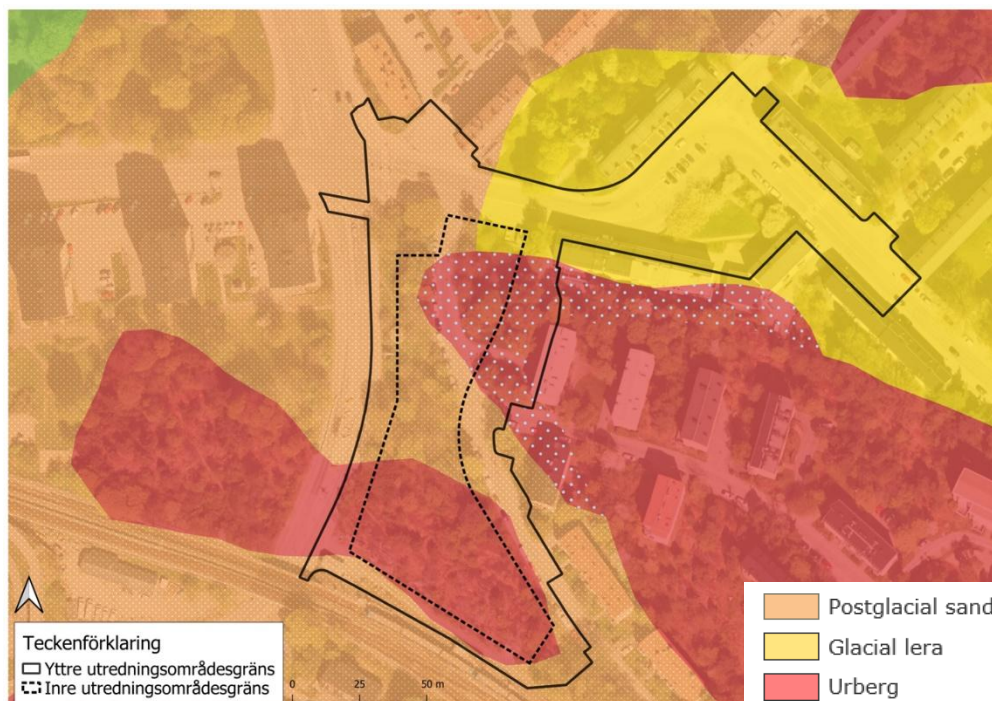 Teckenförklaring
Yttre utredningsområdesgräns
Inre utredningsområdesgräns
0 25 50 m
Postglacial sand
Glacial lera
Urberg